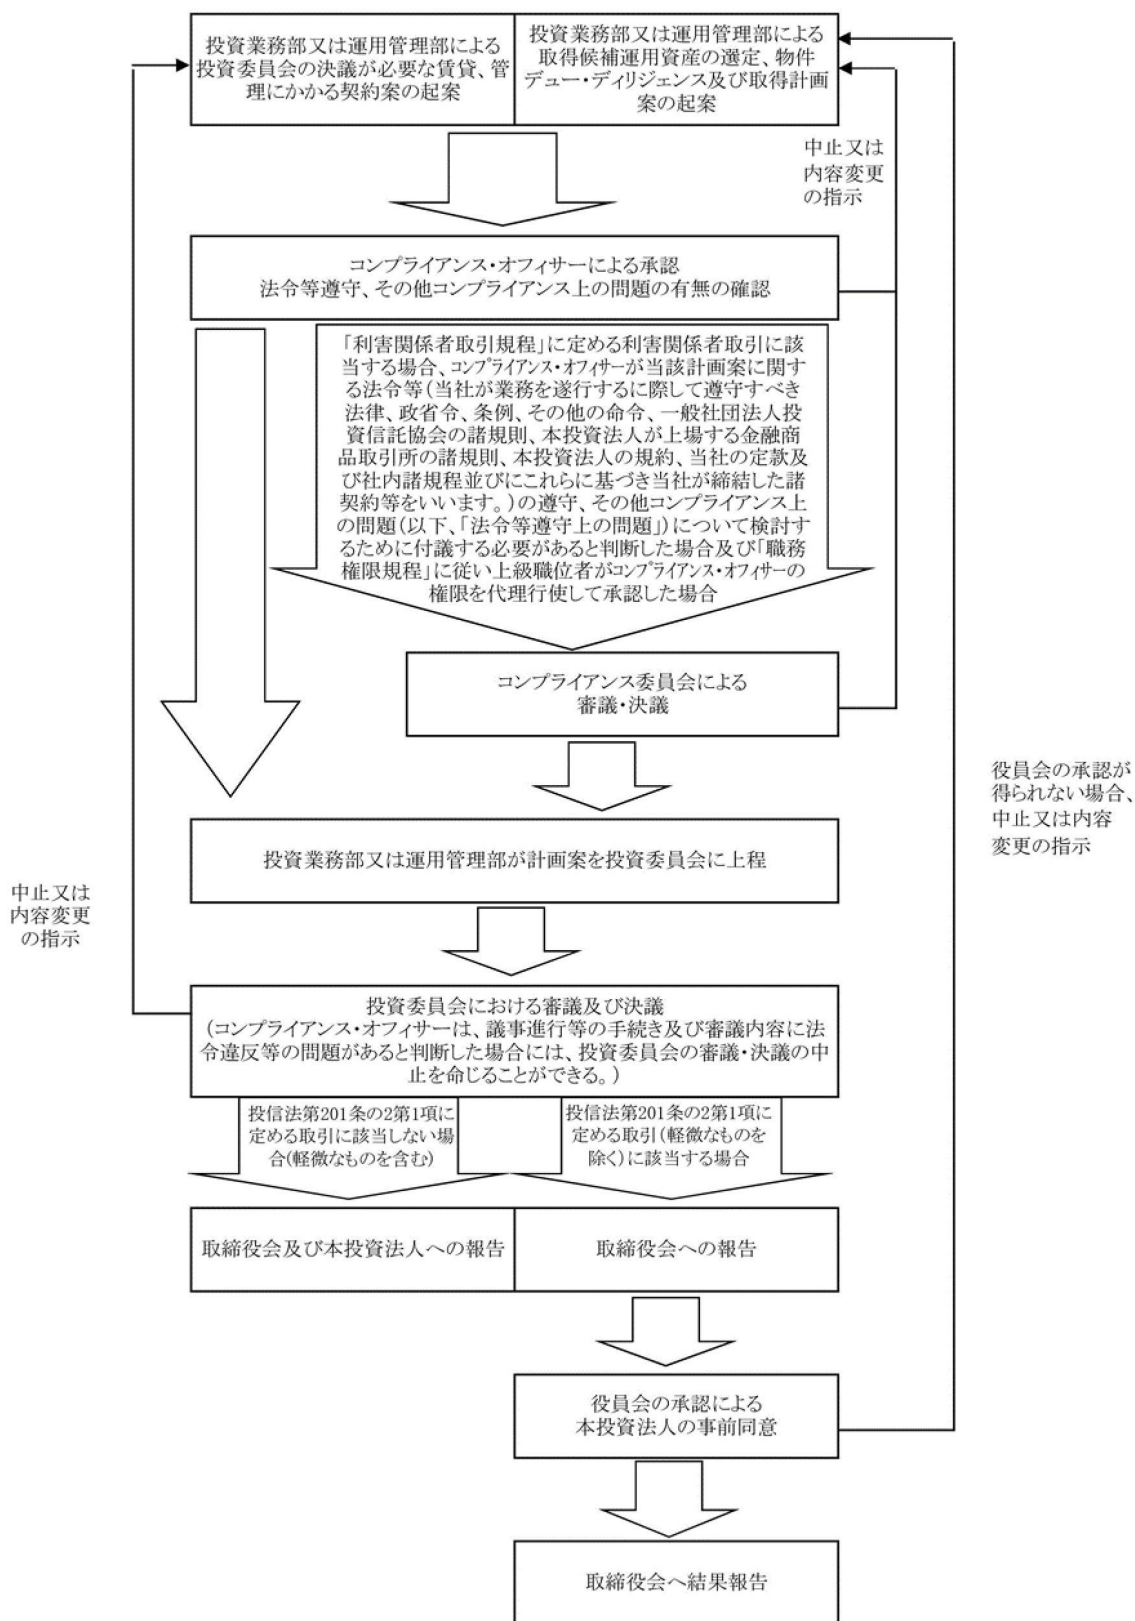 投資業務部又は運用管理部による
投資委員会の決議が必要な賃貸、管
理にかかる契約案の起案
投資業務部又は運用管理部による
取得候補運用資産の選定、物件
デュー・ディリジェンス及び取得計画
案の起案
中止又は
内容変更
の指示
コンプライアンス・オフィサーによる承認
法令等遵守、その他コンプライアンス上の問題の有無の確認
「利害関係者取引規程」に定める利害関係者取引に該
当する場合、コンプライアンス・オフィサーが当該計画案に関す
る法令等(当社が業務を遂行するに際して遵守すべき
法律、政省令、条例、その他の命令、一般社団法人投
資信託協会の諸規則、本投資法人が上場する金融商
品取引所の諸規則、本投資法人の規約、当社の定款及
び社内諸規程並びにこれらに基づき当社が締結した諸
契約等をいいます。)の遵守、その他コンプライアンス上
の問題(以下、「法令等遵守上の問題」)について検討す
るために付議する必要があると判断した場合及び「職務
権限規程」に従い上級職位者がコンプライアンス・オフィサーの
権限を代理行使して承認した場合
コンプライアンス委員会による
審議・決議
役員会の承認が
得られない場合、
中止又は内容
変更の指示
投資業務部又は運用管理部が計画案を投資委員会に上程
中止又は
内容変更
の指示
投資委員会における審議及び決議
(コンプライアンス・オフィサーは、議事進行等の手続き及び審議内容に法
令違反等の問題があると判断した場合には、投資委員会の審議・決議の中
止を命じることができる。)
投信法第201条の2第1項に
定める取引に該当しない場
合(軽微なものを含む)
投信法第201条の2第1項に
定める取引(軽微なものを
除く)に該当する場合
取締役会及び本投資法人への報告
取締役会への報告
役員会の承認による
本投資法人の事前同意
取締役会へ結果報告